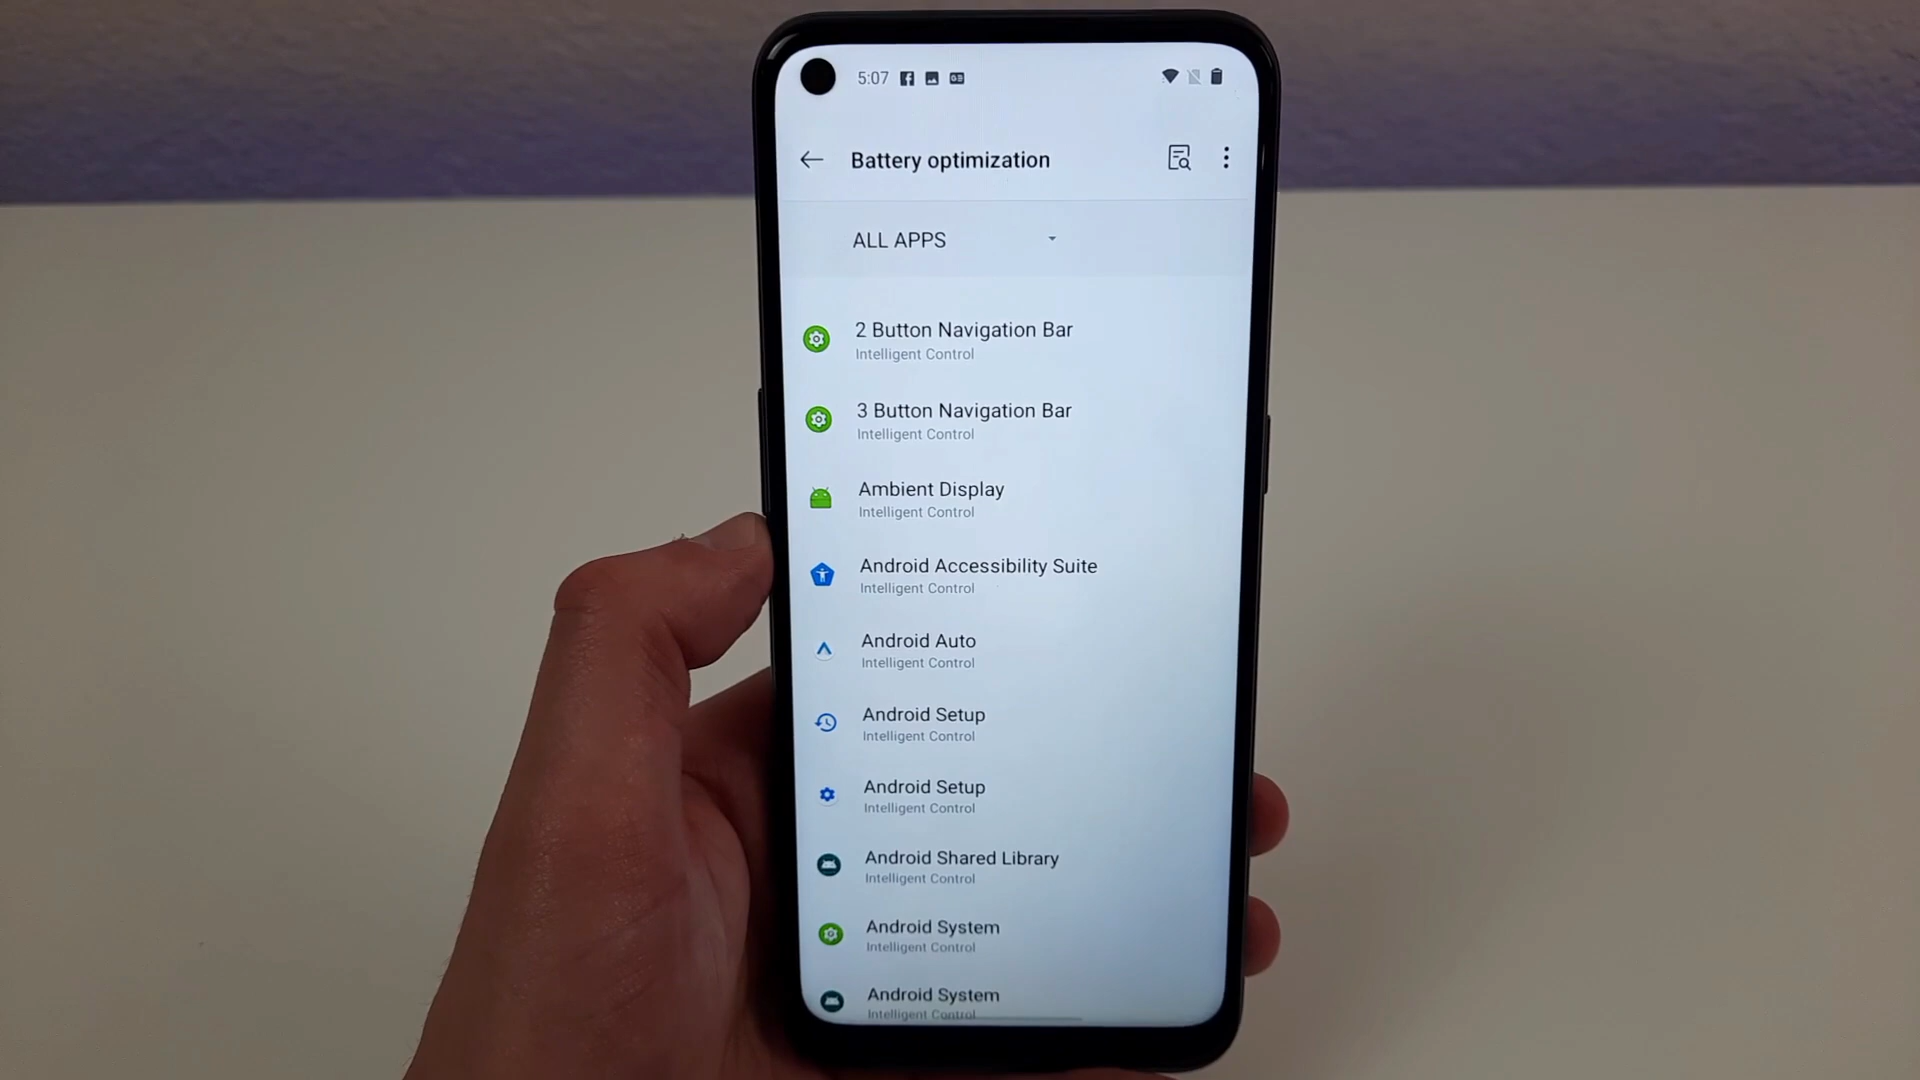 5:07
Battery optimization
ALL APPS
2 Button Navigation Bar
Intelligent Control
3 Button Navigation Bar
Intelligent Control
Ambient Display
Intelligent Control
Android Accessibility Suite
Intelligent Control
Android Auto
Intelligent Control
Android Setup
Intelligent Control
Android Setup
Intelligent Control
Android Shared Library
Intelligent Control
Android System
Intelligent Control
Android System
Intelligent Control